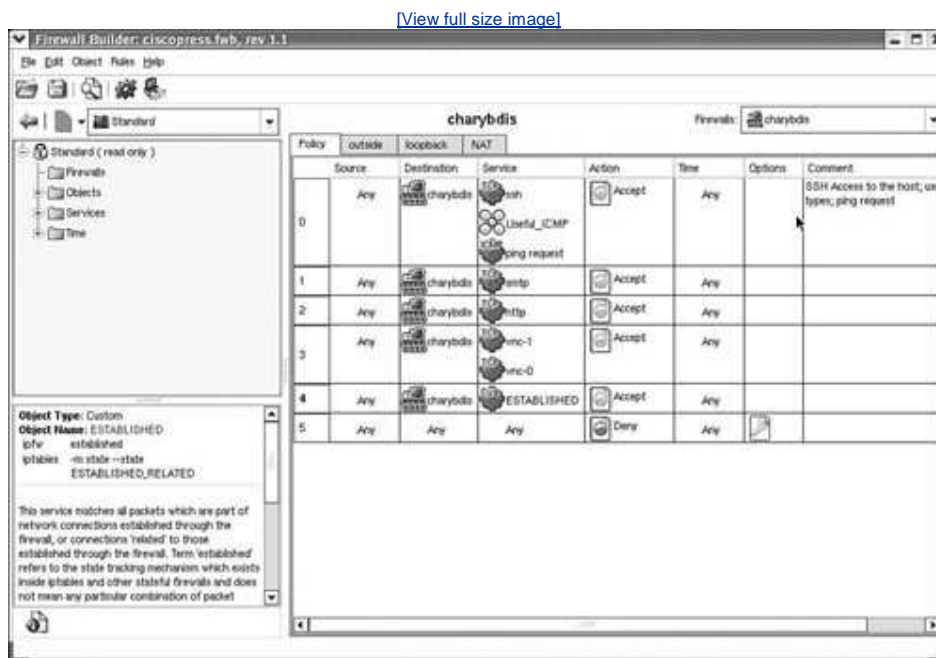 [View full size image]
Firewall Builder: ciscopress.fwb, rev 1.1
File Edit Object Rules Help
Standard
charybdis
Firewalls: charybdis
Standard ( read only )
Firewalls
Objects
Services
Time
Policy outside loopback NAT
Source Destination Service Action Time Options Comment
0 Any charybdis ssh Accept Any SSH Access to the host; us
types; ping request
Useful_ICMP
ICMP
ping request
1 Any charybdis smtp Accept Any
2 Any charybdis http Accept Any
3 Any charybdis vnc-1 Accept Any
vnc-0
4 Any charybdis ESTABLISHED Accept Any
5 Any Any Any Deny Any
Object Type: Custom
Object Name: ESTABLISHED
ipfw established
iptables -m state --state
ESTABLISHED,RELATED
This service matches all packets which are part of
network connections established through the
firewall, or connections 'related' to those
established through the firewall. Term 'established'
refers to the state tracking mechanism which exists
inside iptables and other stateful firewalls and does
not mean any particular combination of packet